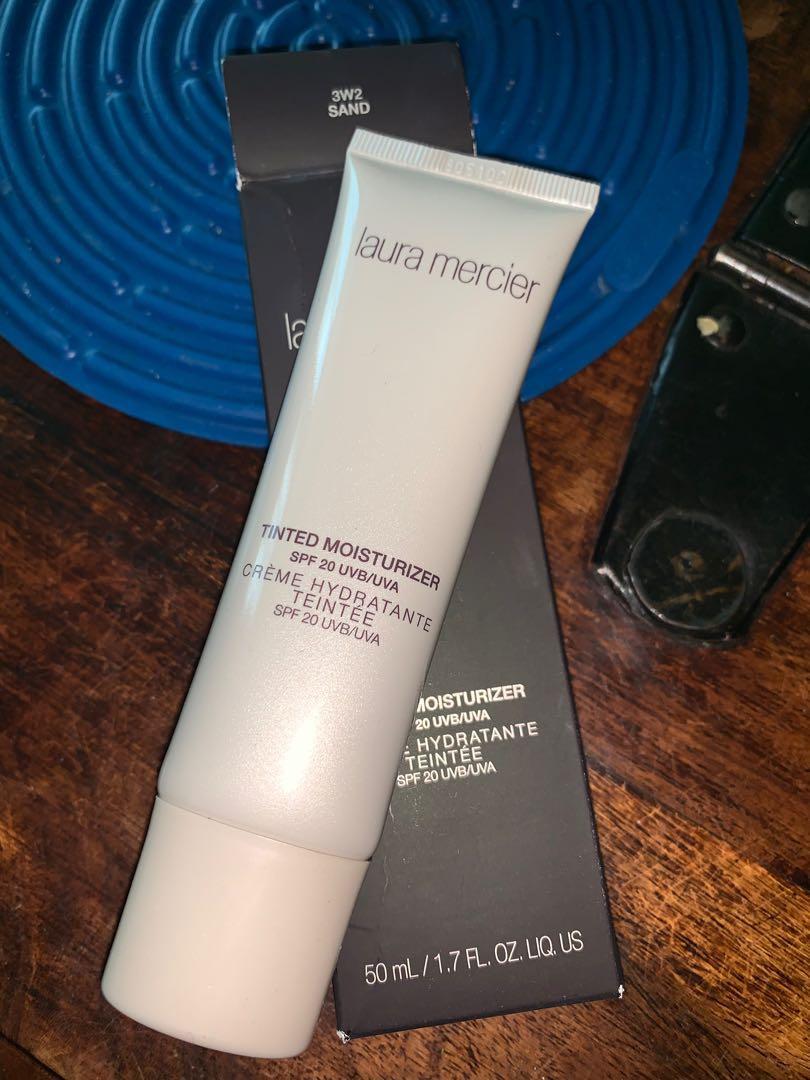 3W2
SAND
laura mercier
la
TINTED MOISTURIZER
SPF 20 UVB/UVA
CRÈME HYDRATANTE
TEINTÉE
SPF 20 UVB/UVA
MOISTURIZER
20 UVB/UVA
HYDRATANTE
TEINTÉE
SPF 20 UVB/UVA
50 mL / 1.7 FL. OZ. LIQ. US